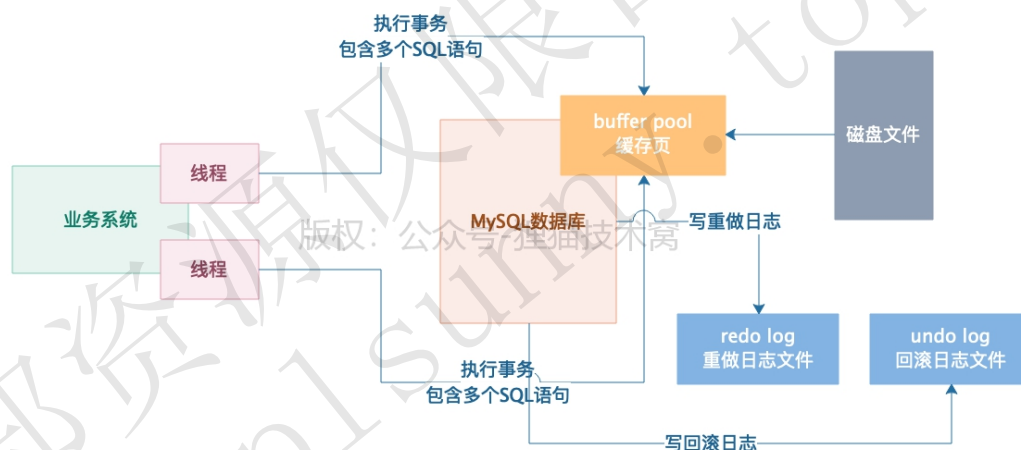 执行事务
包含多个SQL语句
buffer pool
缓存页
磁盘文件
线程
业务系统
MySQL数据库
写重做日志
版权：公众号-狸猫技术窝
线程
redo log
重做日志文件
undo log
回滚日志文件
执行事务
包含多个SQL语句
写回滚日志